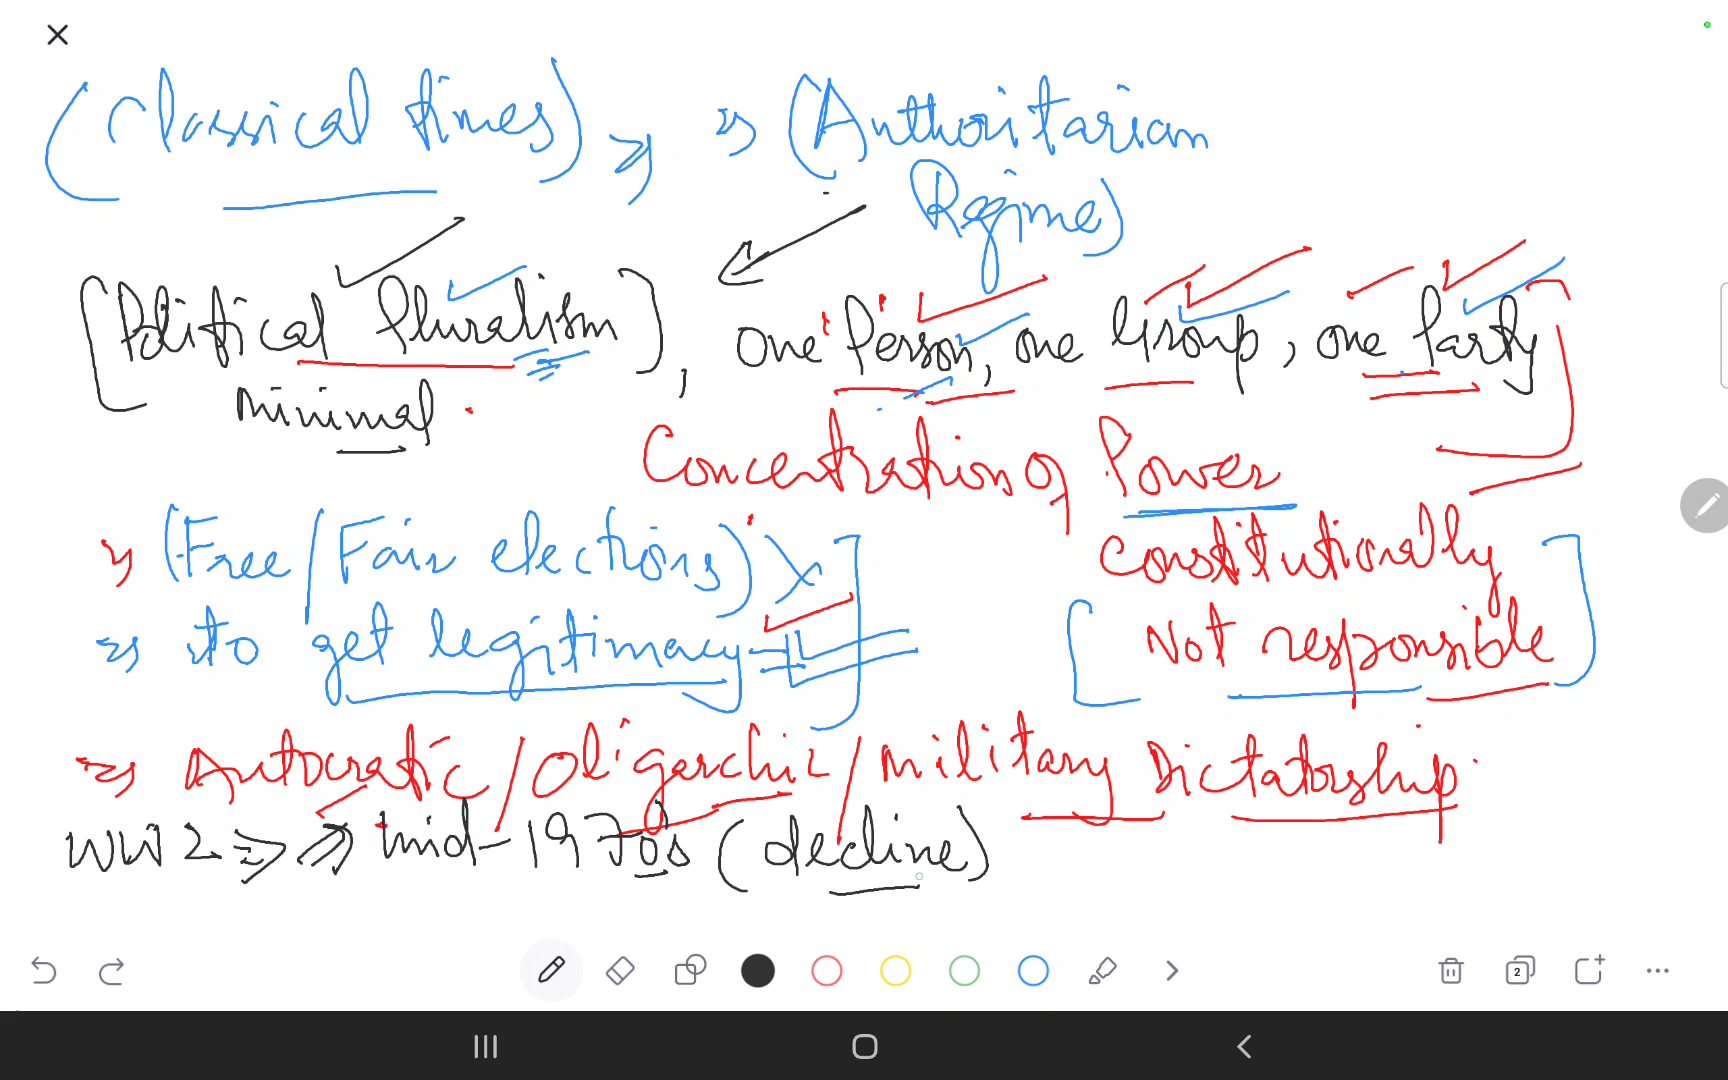 (Classical times) ⇒ ⇒ (Authoritarian
Regime)
[Political Pluralism], one Person, one Group, one Party
minimal.
Concentration of Power
⇒ (Free/Fair elections) X]
Constitutionally
⇒ to get legitimacy
[Not responsible]
⇒ Autocratic/oligarchic/military Dictatorship.
WW2 ⇒ ⇒ mid-1970s (decline)
2